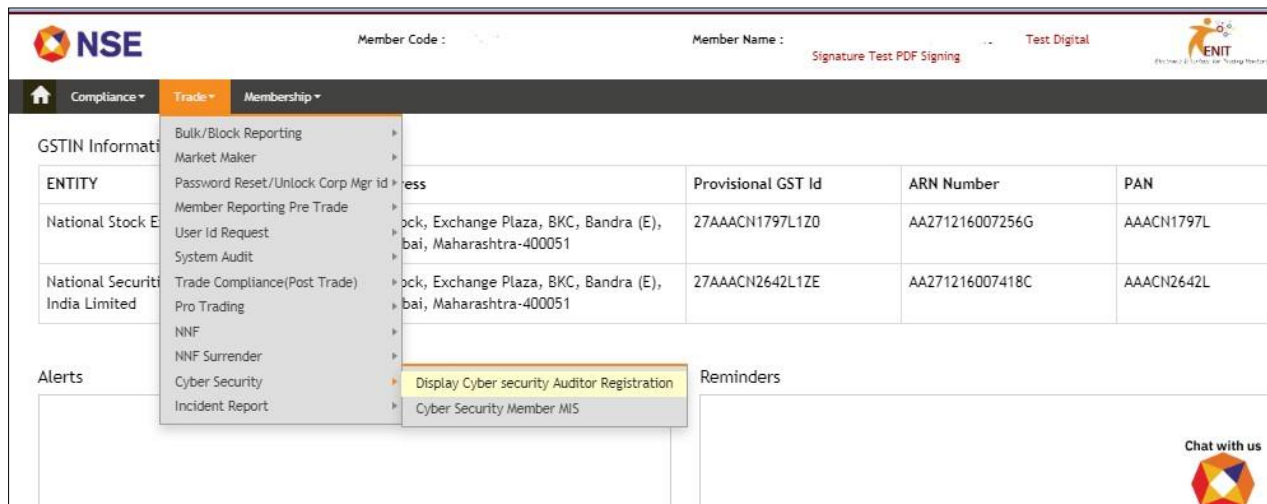 NSE
Member Code :
Member Name :
Test Digital
Signature Test PDF Signing
ENIT
Compliance
Trade
Membership
GSTIN Informati
ENTITY
ress
Provisional GST Id
ARN Number
PAN
National Stock E
ock, Exchange Plaza, BKC, Bandra (E),
bai, Maharashtra-400051
27AAACN1797L1Z0
AA271216007256G
AAACN1797L
National Securiti
India Limited
ock, Exchange Plaza, BKC, Bandra (E),
bai, Maharashtra-400051
27AAACN2642L1ZE
AA271216007418C
AAACN2642L
Bulk/Block Reporting
Market Maker
Password Reset/Unlock Corp Mgr id
Member Reporting Pre Trade
User Id Request
System Audit
Trade Compliance(Post Trade)
Pro Trading
NNF
NNF Surrender
Cyber Security
Incident Report
Display Cyber security Auditor Registration
Cyber Security Member MIS
Alerts
Reminders
Chat with us